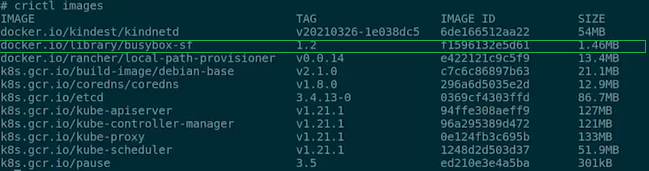 # crictl images
IMAGE TAG IMAGE ID SIZE
docker.io/kindest/kindnetd v20210326-1e038dc5 6de166512aa22 54MB
docker.io/library/busybox-sf 1.2 f1596132e5d61 1.46MB
docker.io/rancher/local-path-provisioner v0.0.14 e422121c9c5f9 13.4MB
k8s.gcr.io/build-image/debian-base v2.1.0 c7c6c86897b63 21.1MB
k8s.gcr.io/coredns/coredns v1.8.0 296a6d5035e2d 12.9MB
k8s.gcr.io/etcd 3.4.13-0 0369cf4303ffd 86.7MB
k8s.gcr.io/kube-apiserver v1.21.1 94ffe308aeff9 127MB
k8s.gcr.io/kube-controller-manager v1.21.1 96a295389d472 121MB
k8s.gcr.io/kube-proxy v1.21.1 0e124fb3c695b 133MB
k8s.gcr.io/kube-scheduler v1.21.1 1248d2d503d37 51.9MB
k8s.gcr.io/pause 3.5 ed210e3e4a5ba 301kB